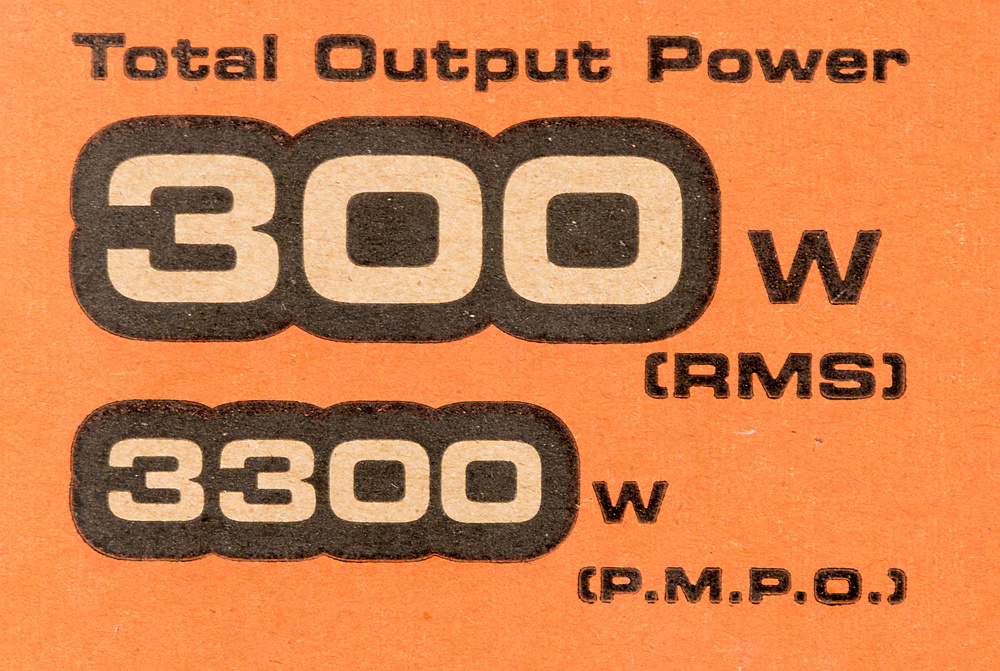 Total Output Power
300 W
(RMS)
3300 W
(P.M.P.O.)